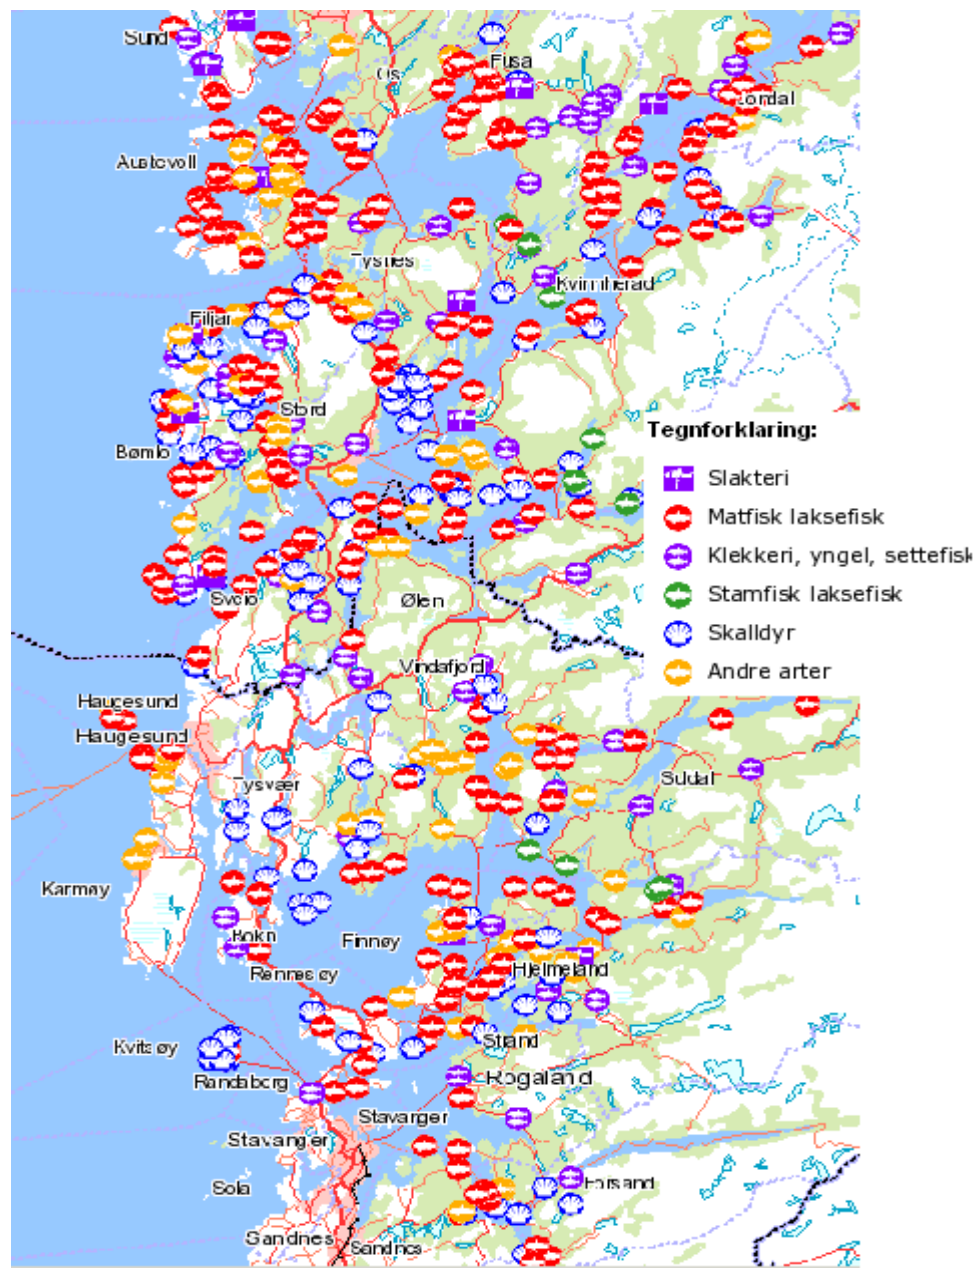 Sund
Fusa
Os
Austevoll
Tysnes
Kvinnherad
Fitjar
Stord
Bømlo
Tegnforklaring:
Slakteri
Matfisk laksefisk
Klekkeri, yngel, settefisk
Stamfisk laksefisk
Skalldyr
Andre arter
Sveio
Ølen
Vindafjord
Haugesund
Haugesund
Suldal
Tysvær
Karmøy
Bokn
Finnøy
Rennesøy
Hjelmeland
Kvitsøy
Strand
Randaberg
Rogaland
Stavanger
Stavanger
Sola
Forsand
Sandnes
Sandnes